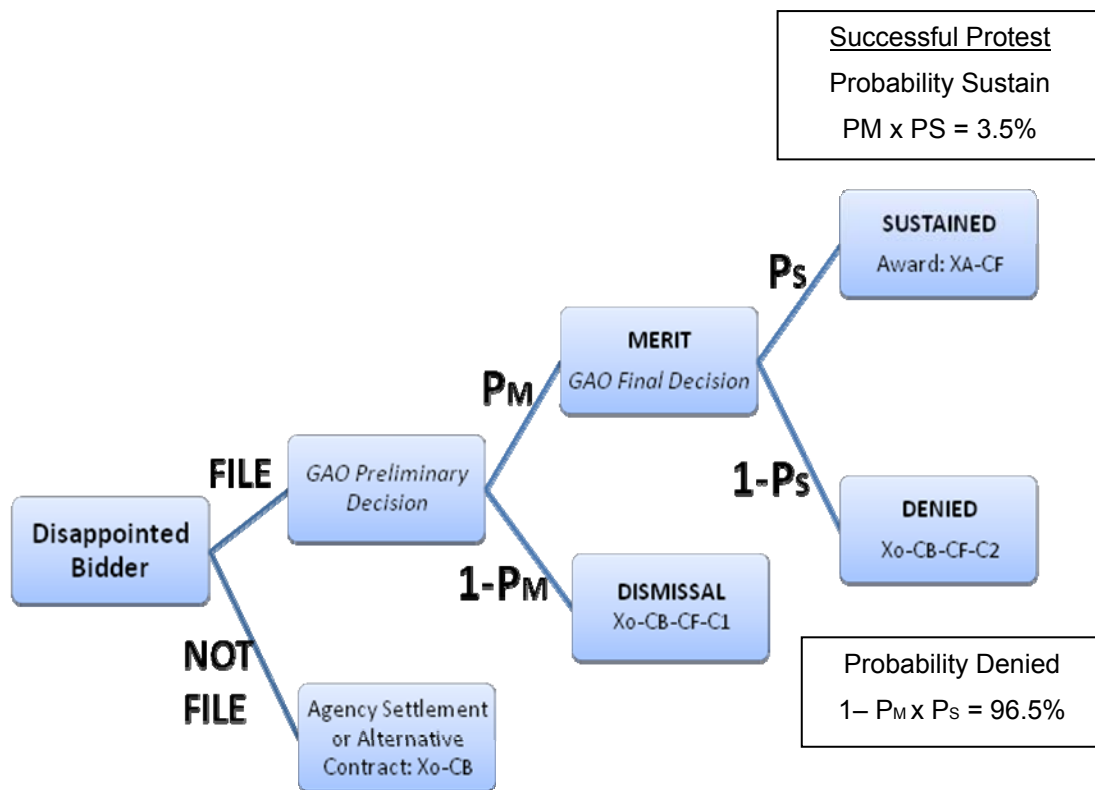 Successful Protest
Probability Sustain
PM x PS = 3.5%
SUSTAINED
Award: XA-CF
PS
MERIT
GAO Final Decision
PM
FILE
GAO Preliminary
Decision
1-PS
DENIED
Xo-CB-CF-C2
Disappointed
Bidder
1-PM
DISMISSAL
Xo-CB-CF-C1
NOT
FILE
Agency Settlement
or Alternative
Contract: Xo-CB
Probability Denied
1– PM x PS = 96.5%